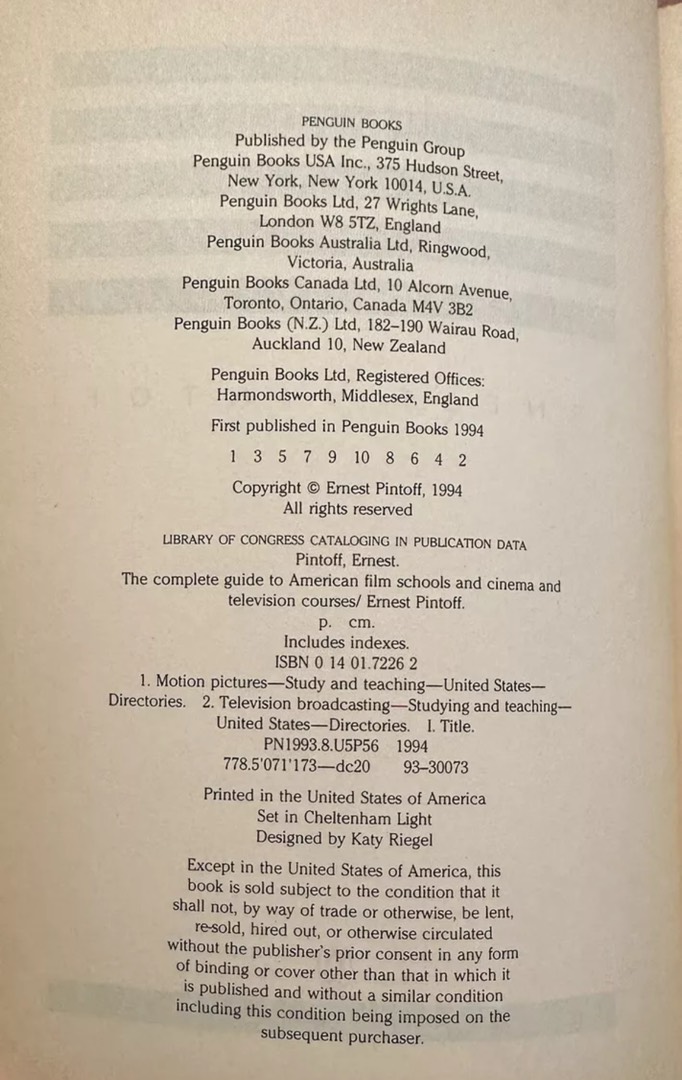 PENGUIN BOOKS
Published by the Penguin Group
Penguin Books USA Inc., 375 Hudson Street,
New York, New York 10014, U.S.A.
Penguin Books Ltd, 27 Wrights Lane,
London W8 5TZ, England
Penguin Books Australia Ltd, Ringwood,
Victoria, Australia
Penguin Books Canada Ltd, 10 Alcorn Avenue,
Toronto, Ontario, Canada M4V 3B2
Penguin Books (N.Z.) Ltd, 182–190 Wairau Road,
Auckland 10, New Zealand
Penguin Books Ltd, Registered Offices:
Harmondsworth, Middlesex, England
First published in Penguin Books 1994
1 3 5 7 9 10 8 6 4 2
Copyright © Ernest Pintoff, 1994
All rights reserved
LIBRARY OF CONGRESS CATALOGING IN PUBLICATION DATA
Pintoff, Ernest.
The complete guide to American film schools and cinema and
television courses/ Ernest Pintoff.
p. cm.
Includes indexes.
ISBN 0 14 01.7226 2
1. Motion pictures—Study and teaching—United States—
Directories. 2. Television broadcasting—Studying and teaching—
United States—Directories. I. Title.
PN1993.8.U5P56 1994
778.5'071'173—dc20 93–30073
Printed in the United States of America
Set in Cheltenham Light
Designed by Katy Riegel
Except in the United States of America, this
book is sold subject to the condition that it
shall not, by way of trade or otherwise, be lent,
re-sold, hired out, or otherwise circulated
without the publisher's prior consent in any form
of binding or cover other than that in which it
is published and without a similar condition
including this condition being imposed on the
subsequent purchaser.